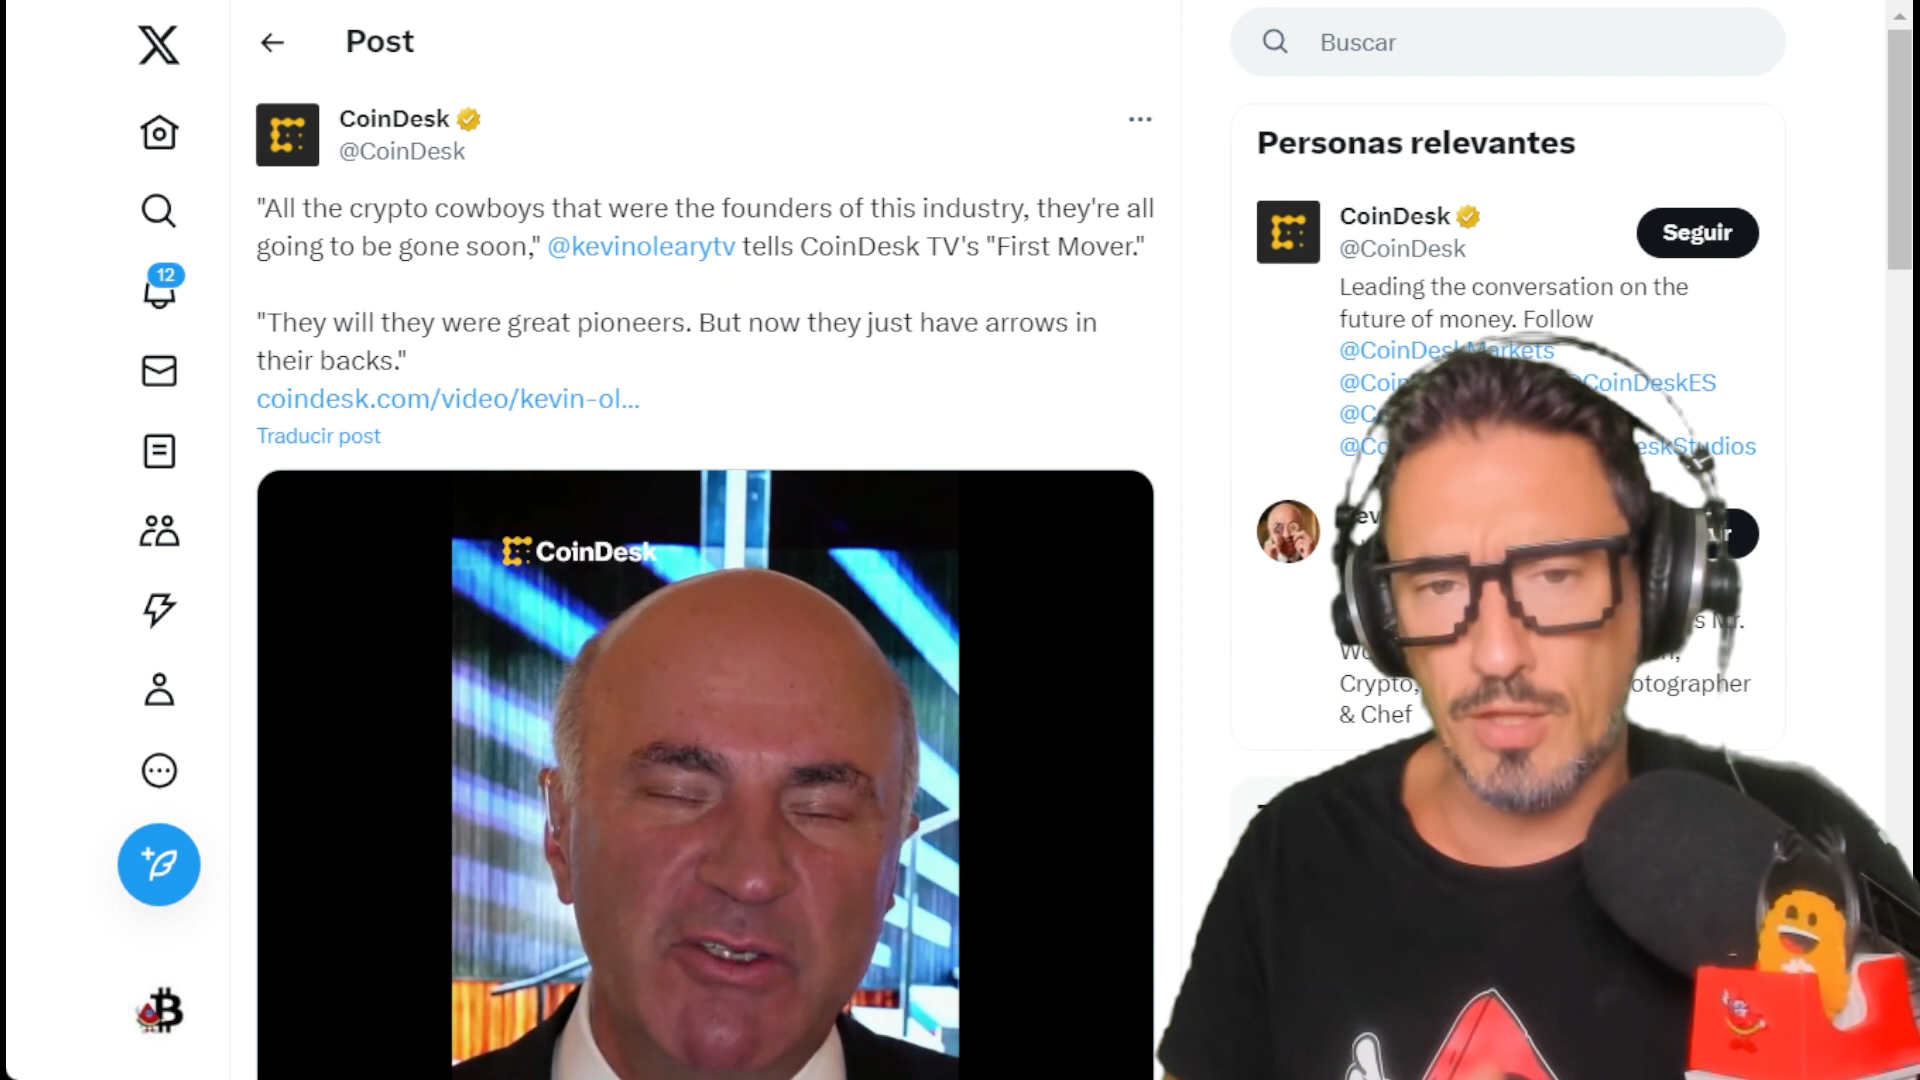 Post
CoinDesk
@CoinDesk
"All the crypto cowboys that were the founders of this industry, they're all
going to be gone soon," @kevinolearytv tells CoinDesk TV's "First Mover."
"They will they were great pioneers. But now they just have arrows in
their backs."
coindesk.com/video/kevin-ol...
Traducir post
CoinDesk
12
Buscar
Personas relevantes
CoinDesk
@CoinDesk
Seguir
Leading the conversation on the
future of money. Follow
@CoinDeskMarkets
@CoinDeskES
Mr.
Crypto,
& Chef